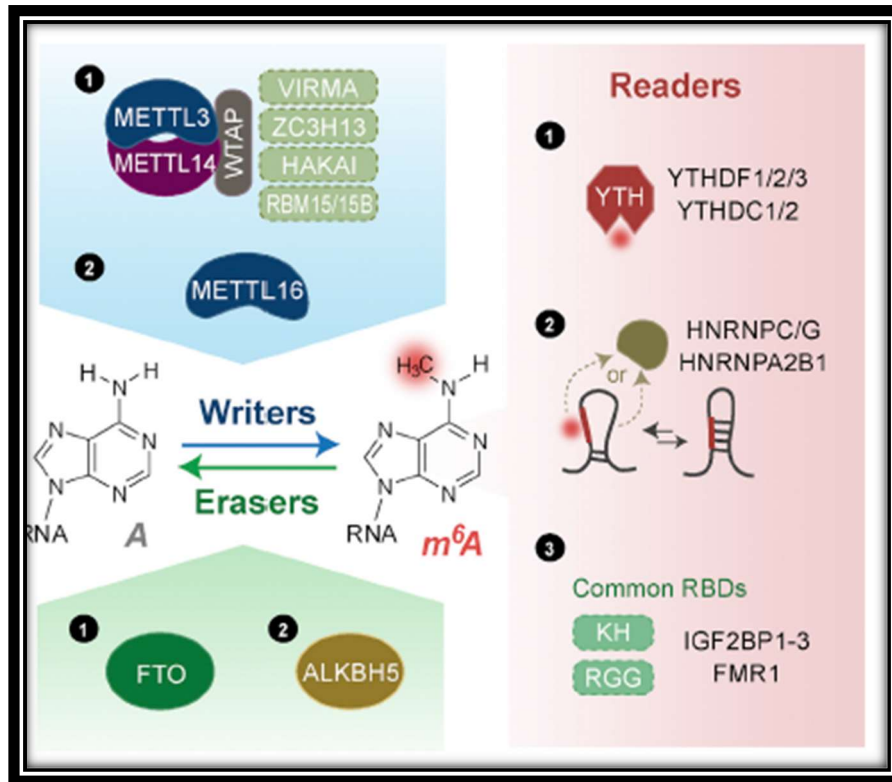 1
METTL3
METTL14
WTAP
VIRMA
ZC3H13
HAKAI
RBM15/15B
2
METTL16
H H
N
N
N
N
N
RNA
A
Writers
Erasers
H₃C H
N
N
N
N
N
RNA
m⁶A
1
FTO
2
ALKBH5
Readers
1
YTH
YTHDF1/2/3
YTHDC1/2
2
or
HNRNPC/G
HNRNPA2B1
3
Common RBDs
KH
RGG
IGF2BP1-3
FMR1